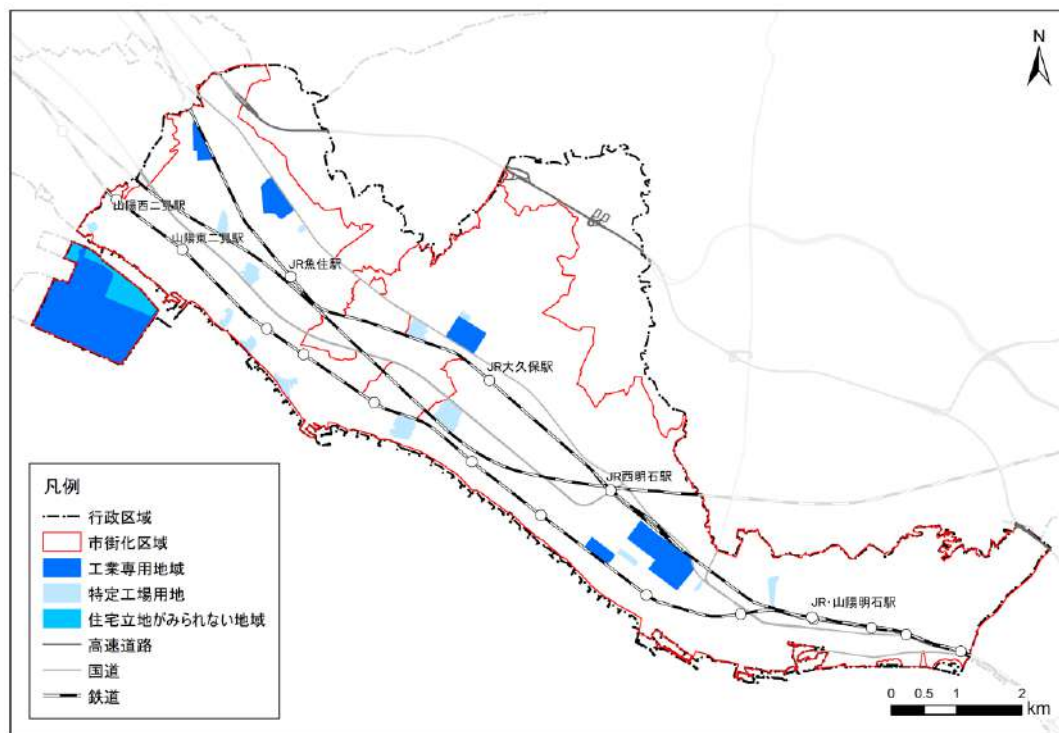 N
山陽西二見駅
山陽東二見駅
JR魚住駅
JR大久保駅
JR西明石駅
JR・山陽明石駅
凡例
行政区域
市街化区域
工業専用地域
特定工場用地
住宅立地がみられない地域
高速道路
国道
鉄道
0 0.5 1 2
km